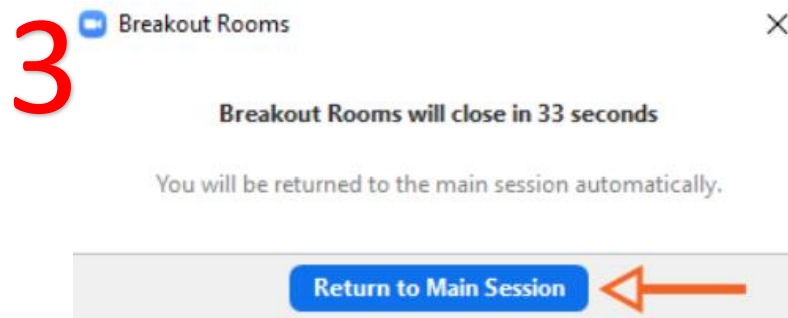 3
Breakout Rooms
Breakout Rooms will close in 33 seconds
You will be returned to the main session automatically.
Return to Main Session